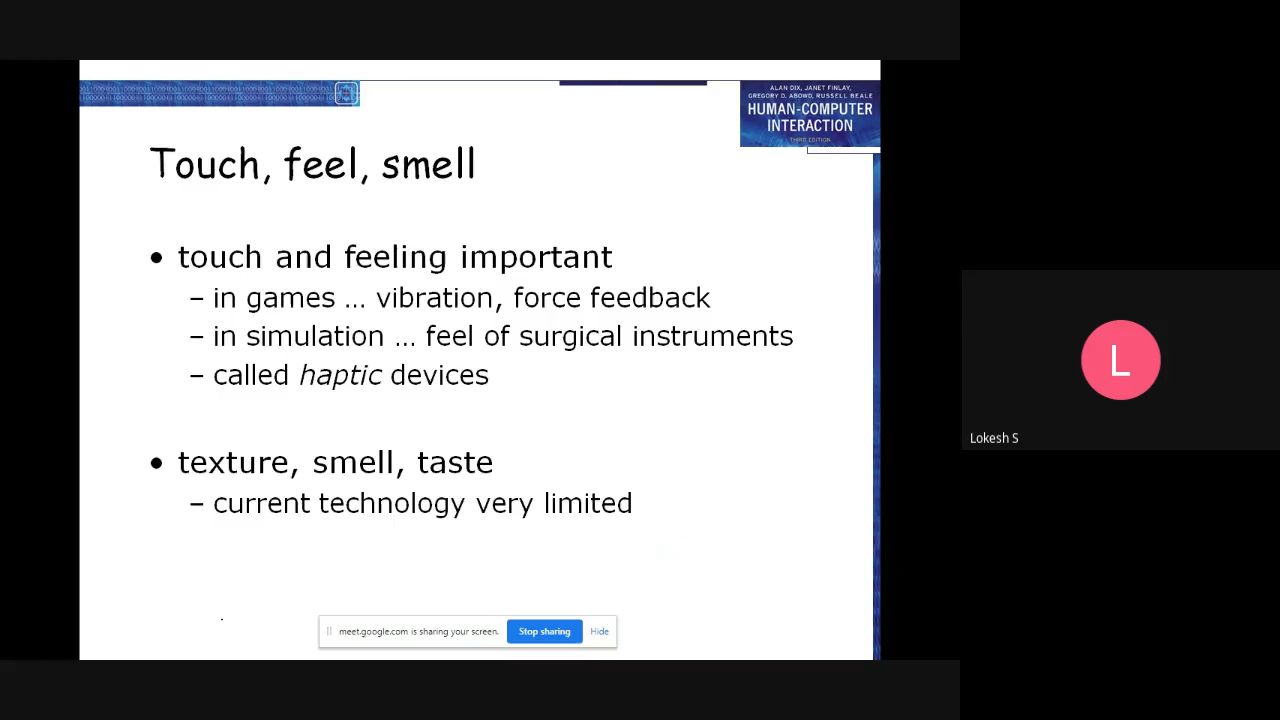 ALAN DIX, JANET FINLAY,
GREGORY D. ABOWD, RUSSELL BEALE
HUMAN-COMPUTER
INTERACTION
THIRD EDITION
Touch, feel, smell
• touch and feeling important
– in games ... vibration, force feedback
– in simulation ... feel of surgical instruments
– called haptic devices
• texture, smell, taste
– current technology very limited
meet.google.com is sharing your screen. Stop sharing Hide
L
Lokesh S